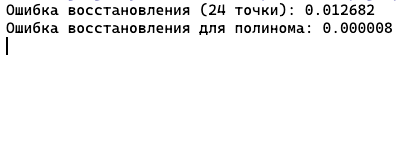 Ошибка восстановления (24 точки): 0.012682
Ошибка восстановления для полинома: 0.000008